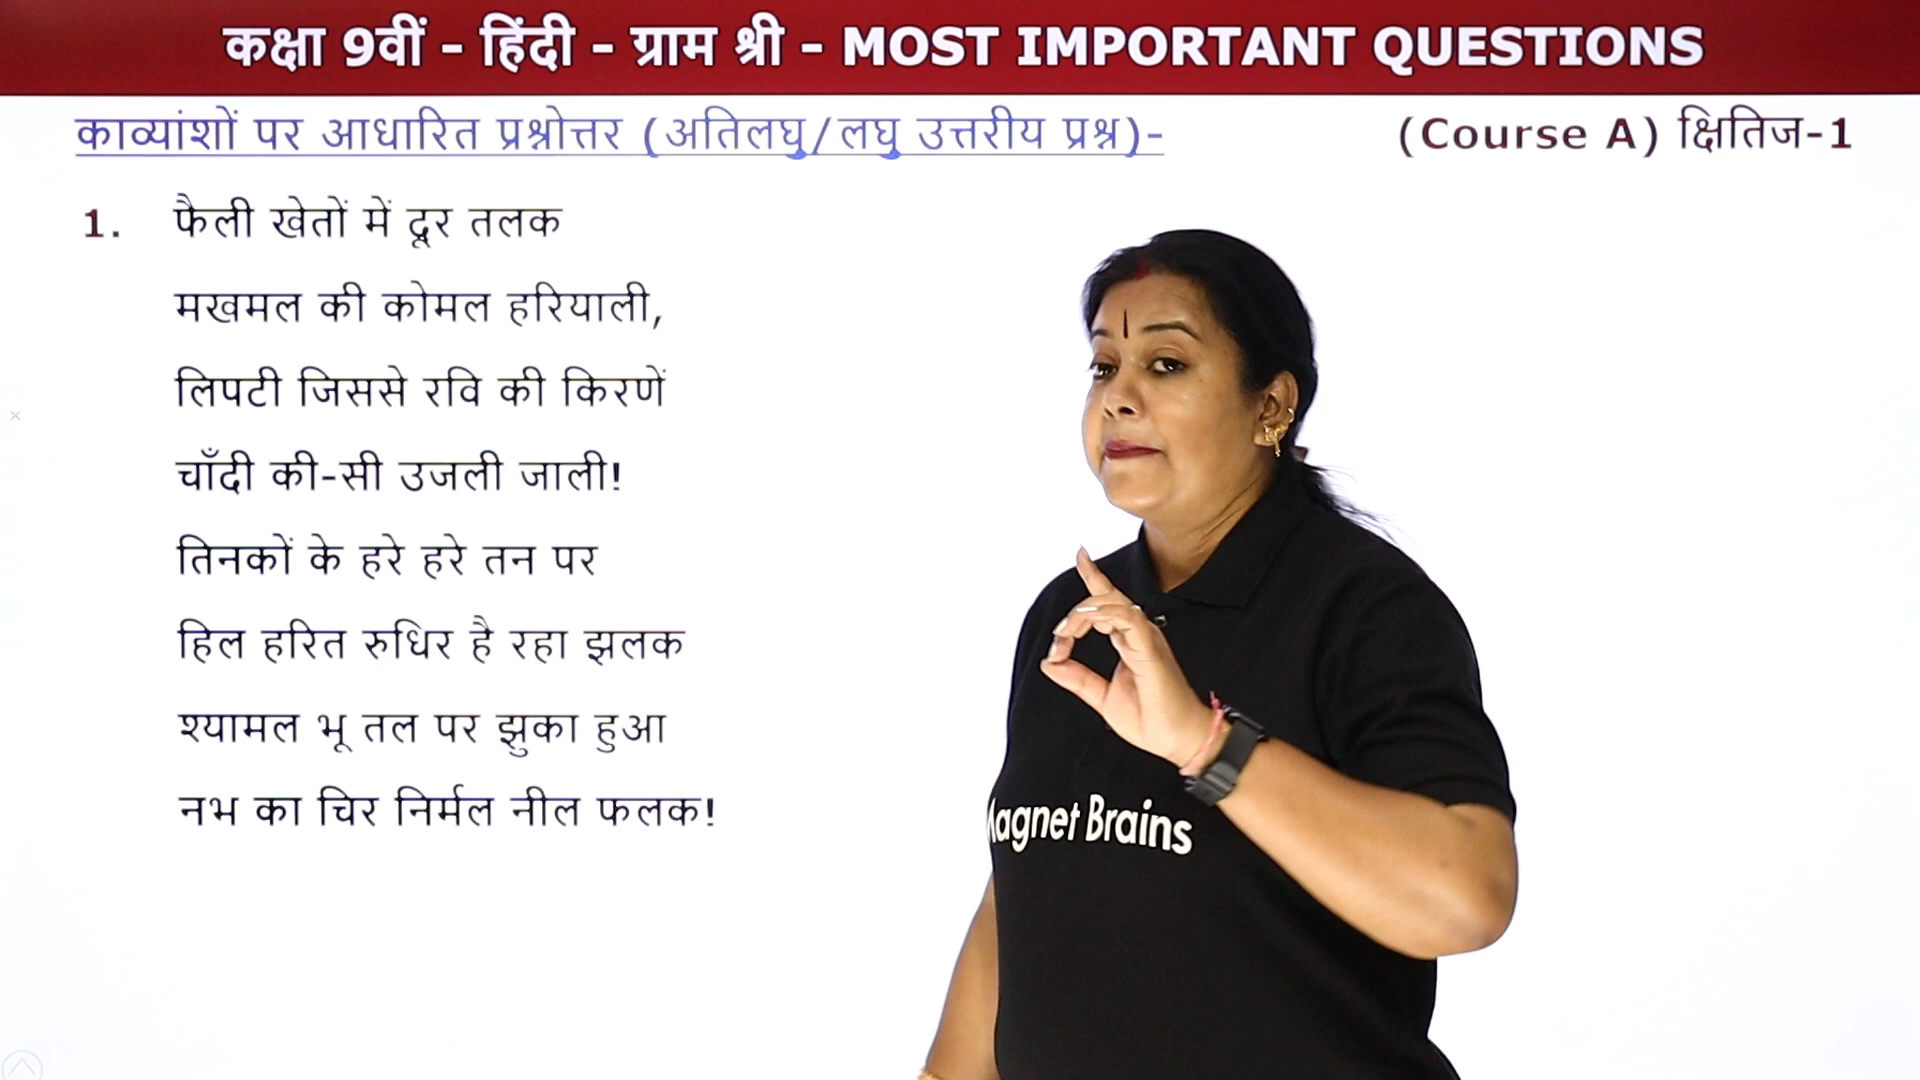 कक्षा 9वीं - हिंदी - ग्राम श्री - MOST IMPORTANT QUESTIONS
काव्यांशों पर आधारित प्रश्नोत्तर (अतिलघु/लघु उत्तरीय प्रश्न)-
(Course A) क्षितिज-1
1. फैली खेतों में दूर तलक
मखमल की कोमल हरियाली,
लिपटी जिससे रवि की किरणें
चाँदी की-सी उजली जाली!
तिनकों के हरे हरे तन पर
हिल हरित रुधिर है रहा झलक
श्यामल भू तल पर झुका हुआ
नभ का चिर निर्मल नील फलक!
Magnet Brains